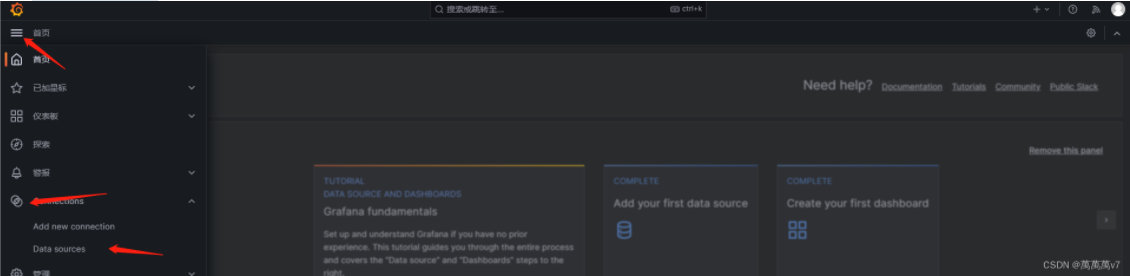 搜索或跳转至...
ctrl+k
首页
首页
已加星标
仪表板
探索
警报
Connections
Add new connection
Data sources
管理
Need help?
Documentation
Tutorials
Community
Public Slack
Remove this panel
TUTORIAL
DATA SOURCE AND DASHBOARDS
Grafana fundamentals
Set up and understand Grafana if you have no prior
experience. This tutorial guides you through the entire process
and covers the "Data source" and "Dashboards" steps to the
right.
COMPLETE
Add your first data source
COMPLETE
Create your first dashboard
CSDN @萬萬萬v7